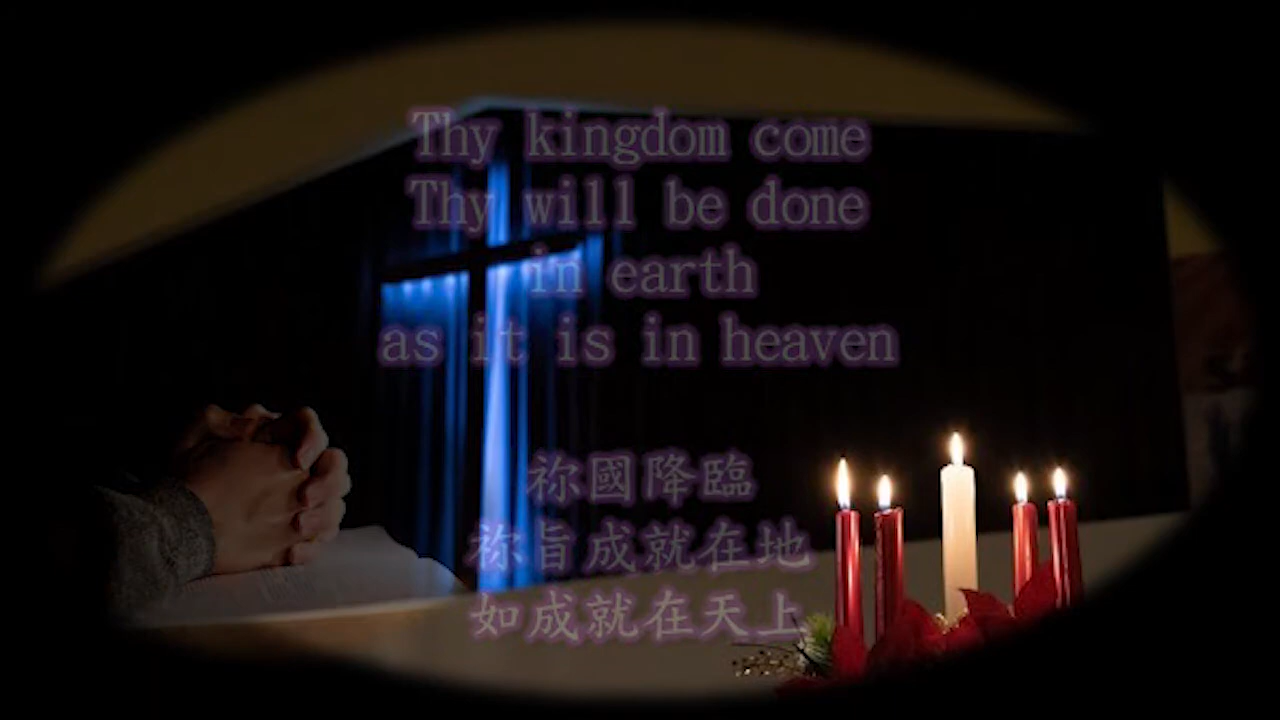 Thy kingdom come
Thy will be done
in earth
as it is in heaven
祢國降臨
祢旨成就在地
如成就在天上